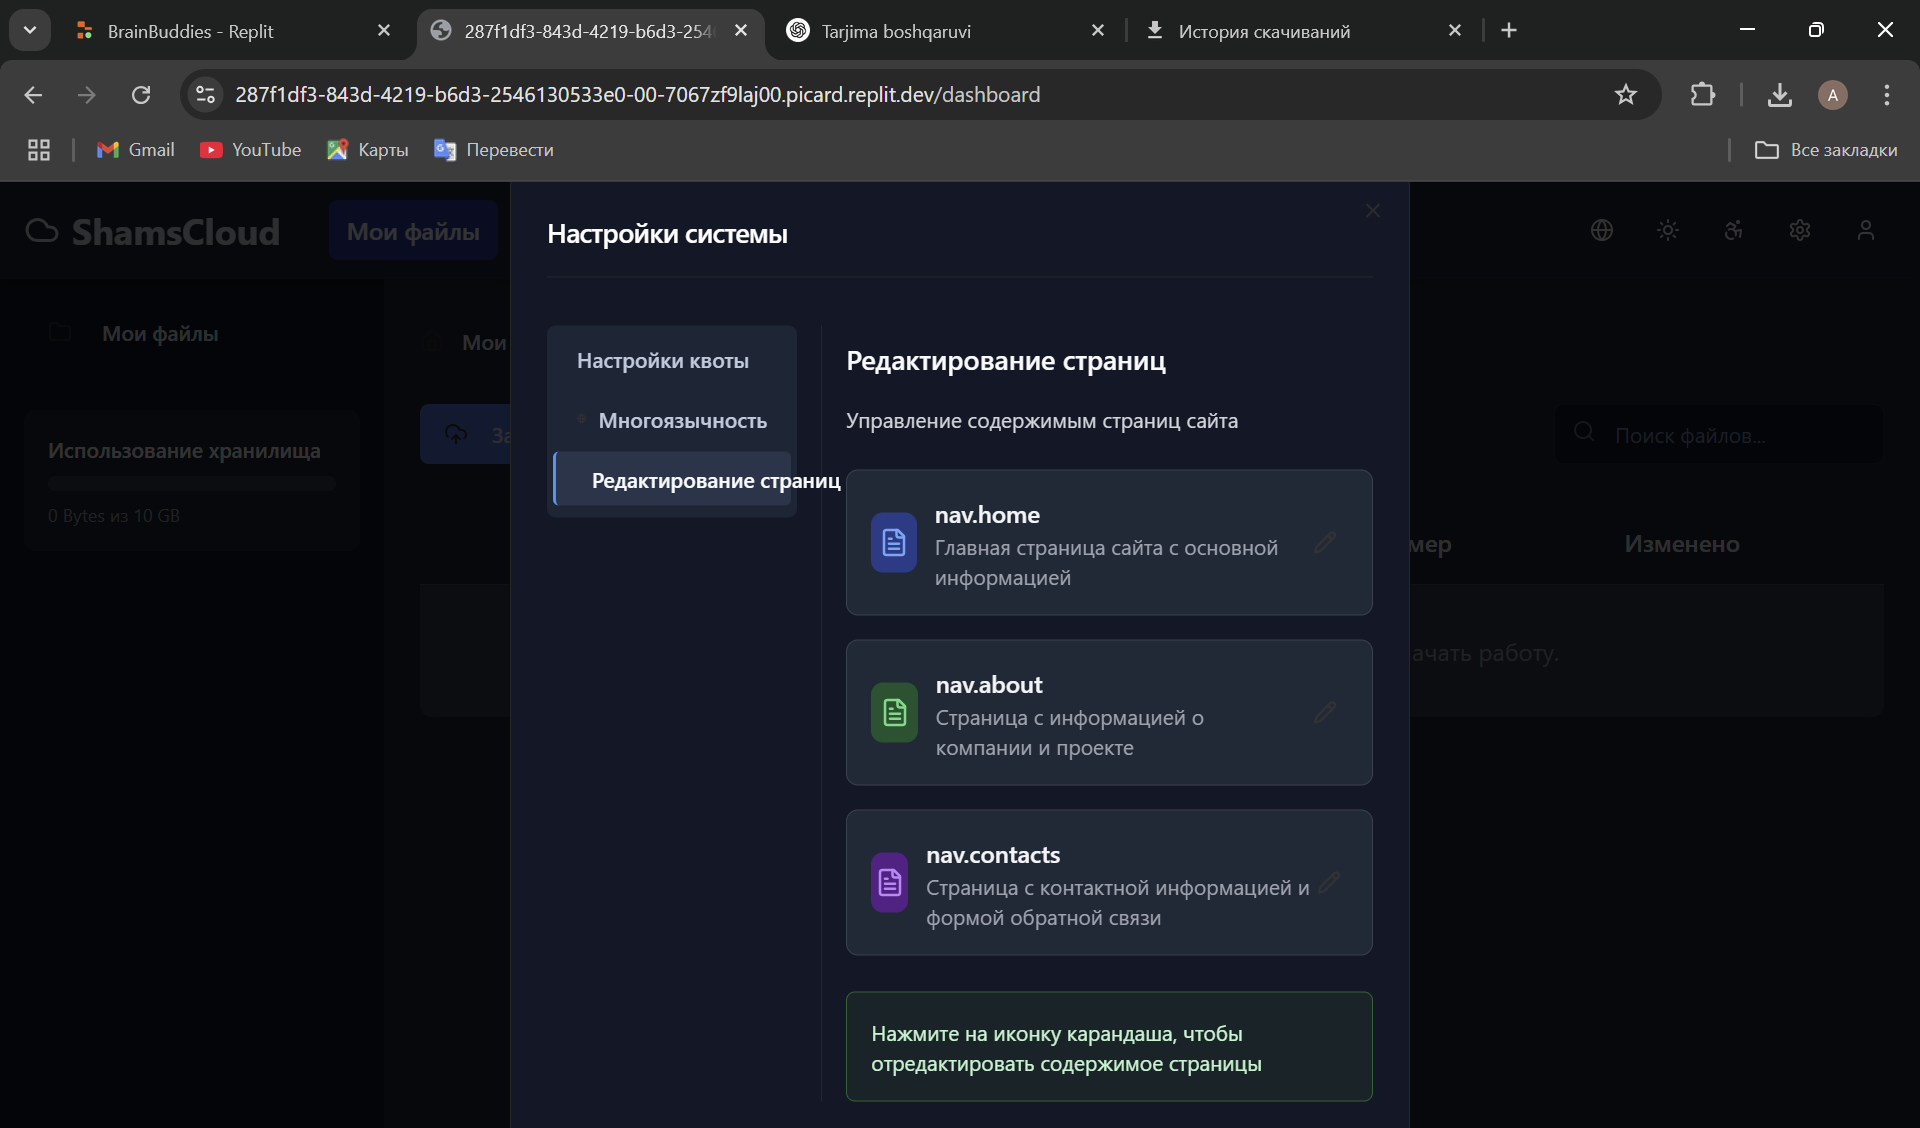 BrainBuddies - Replit
287f1df3-843d-4219-b6d3-254
Tarjima boshqaruvi
История скачиваний
287f1df3-843d-4219-b6d3-2546130533e0-00-7067zf9laj00.picard.replit.dev/dashboard
A
Gmail
YouTube
Карты
Перевести
Все закладки
ShamsCloud
Мои файлы
Настройки системы
Мои файлы
Мои
Использование хранилища
0 Bytes из 10 GB
За
Настройки квоты
Многоязычность
Редактирование страниц
Редактирование страниц
Управление содержимым страниц сайта
nav.home
Главная страница сайта с основной
информацией
nav.about
Страница с информацией о
компании и проекте
nav.contacts
Страница с контактной информацией и
формой обратной связи
Нажмите на иконку карандаша, чтобы
отредактировать содержимое страницы
Поиск файлов...
мер
Изменено
ачать работу.